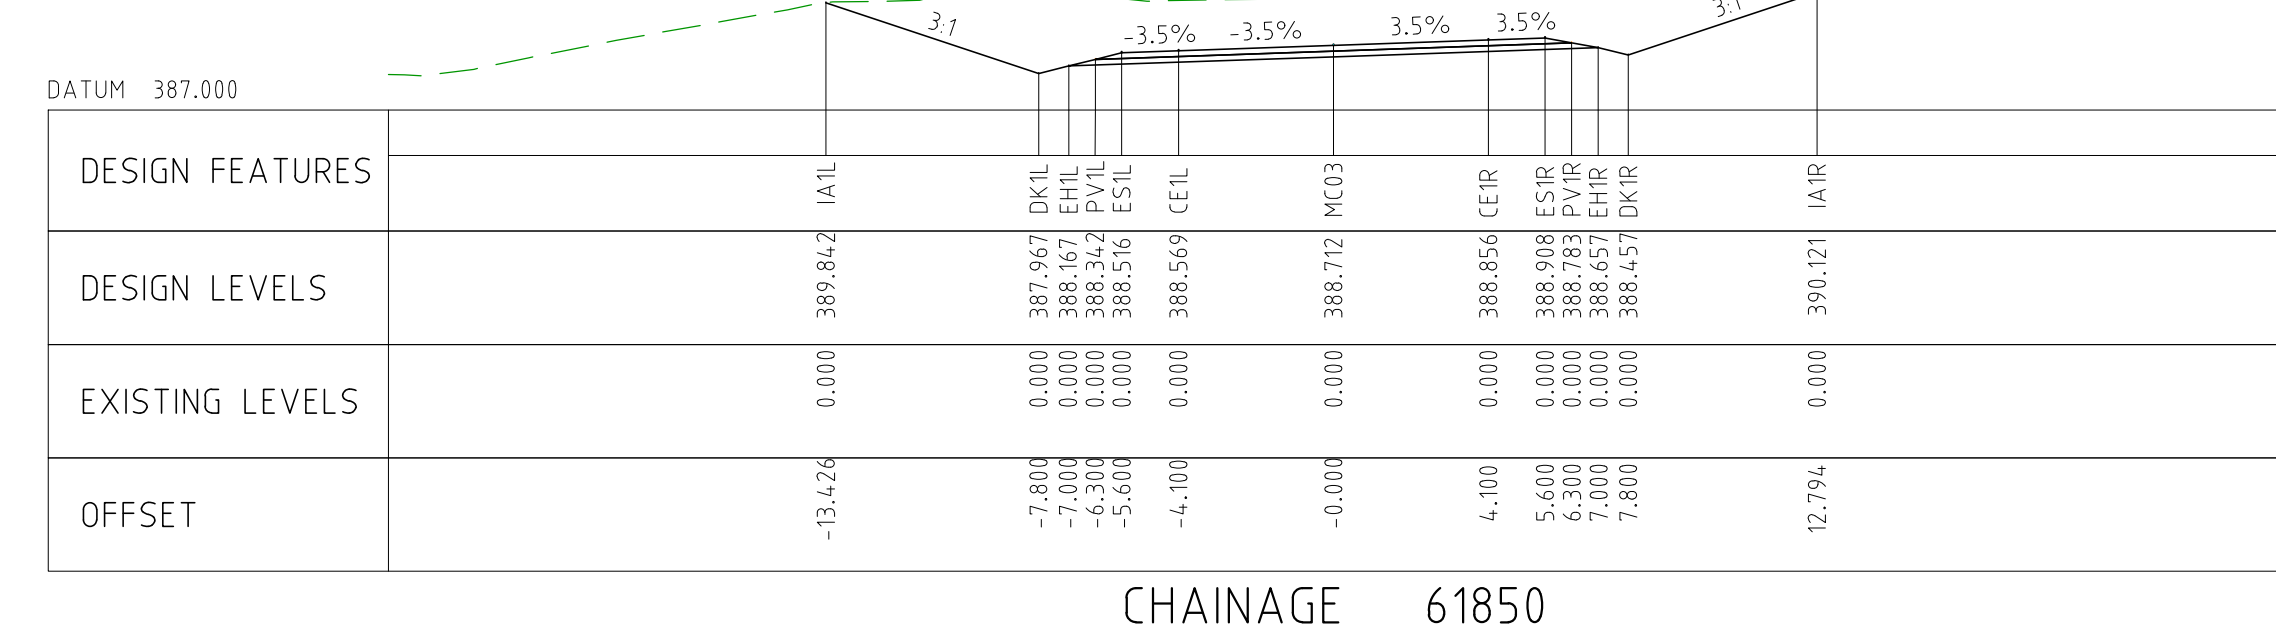 3:1
-3.5%
-3.5%
3.5%
3.5%
3:1
DATUM 387.000
DESIGN FEATURES
IA1L
DK1L
EH1L
PV1L
ES1L
CE1L
MC03
CE1R
ES1R
PV1R
EH1R
DK1R
IA1R
DESIGN LEVELS
389.842
387.967
388.167
388.342
388.516
388.569
388.712
388.856
388.908
388.783
388.657
388.457
390.121
EXISTING LEVELS
0.000
0.000
0.000
0.000
0.000
0.000
0.000
0.000
0.000
0.000
0.000
0.000
0.000
OFFSET
-13.426
-7.800
-7.000
-6.300
-5.600
-4.100
-0.000
4.100
5.600
6.300
7.000
7.800
12.794
CHAINAGE 61850